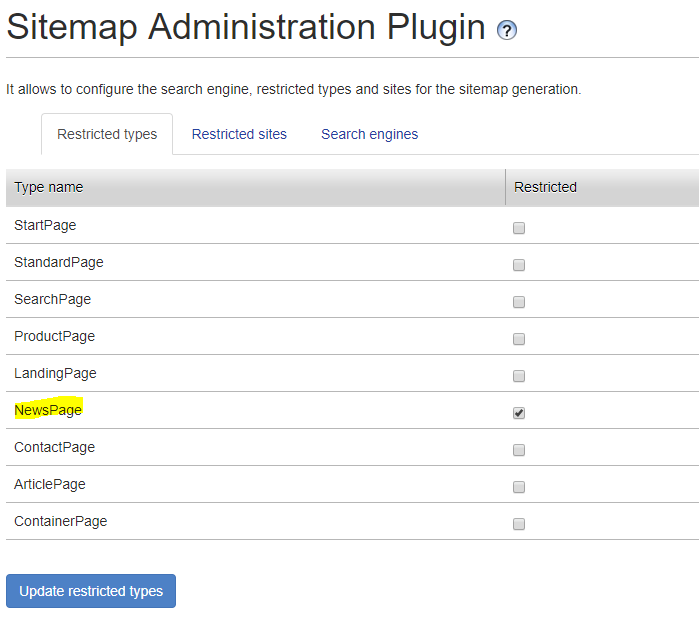 Sitemap Administration Plugin ?
It allows to configure the search engine, restricted types and sites for the sitemap generation.
Restricted types Restricted sites Search engines
Type name Restricted
StartPage
StandardPage
SearchPage
ProductPage
LandingPage
NewsPage
ContactPage
ArticlePage
ContainerPage
Update restricted types